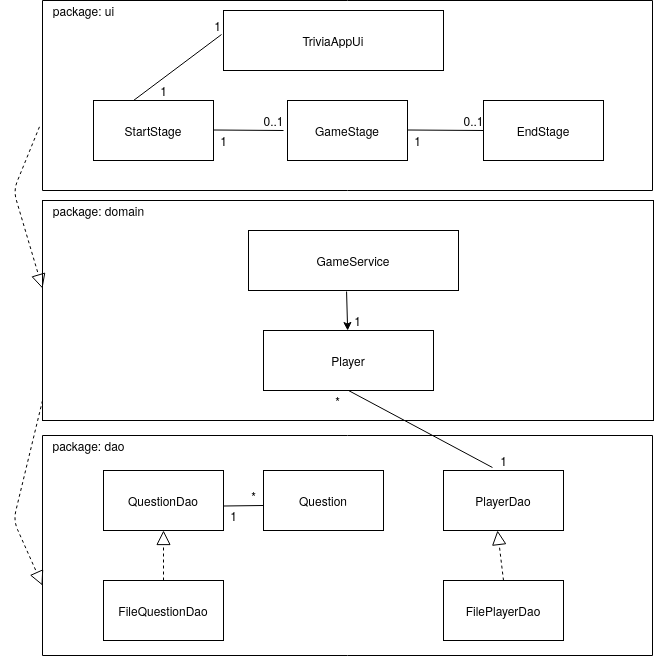 package: ui
TriviaAppUi
1
1
StartStage
1
0..1
GameStage
1
0..1
EndStage
package: domain
GameService
1
Player
*
package: dao
1
QuestionDao
1
*
Question
PlayerDao
FileQuestionDao
FilePlayerDao